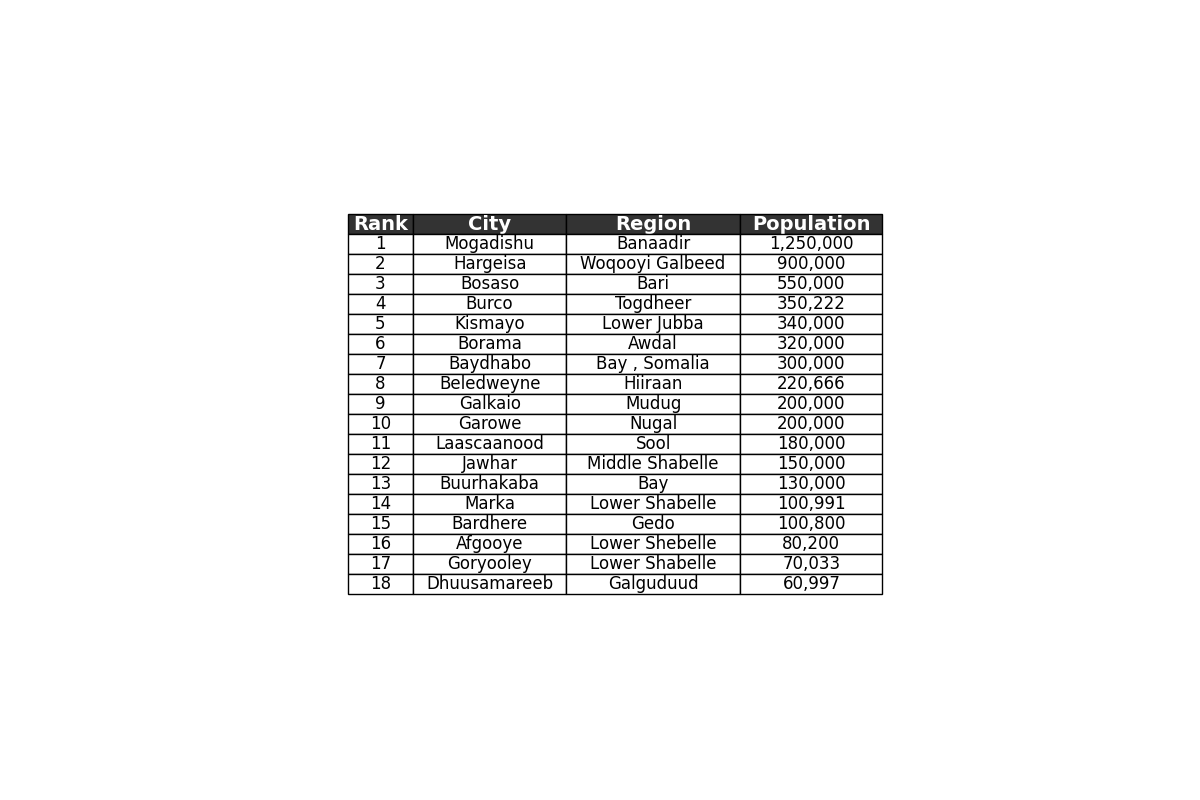 Rank City Region Population
1 Mogadishu Banaadir 1,250,000
2 Hargeisa Woqooyi Galbeed 900,000
3 Bosaso Bari 550,000
4 Burco Togdheer 350,222
5 Kismayo Lower Jubba 340,000
6 Borama Awdal 320,000
7 Baydhabo Bay , Somalia 300,000
8 Beledweyne Hiiraan 220,666
9 Galkaio Mudug 200,000
10 Garowe Nugal 200,000
11 Laascaanood Sool 180,000
12 Jawhar Middle Shabelle 150,000
13 Buurhakaba Bay 130,000
14 Marka Lower Shabelle 100,991
15 Bardhere Gedo 100,800
16 Afgooye Lower Shebelle 80,200
17 Goryooley Lower Shabelle 70,033
18 Dhuusamareeb Galguduud 60,997